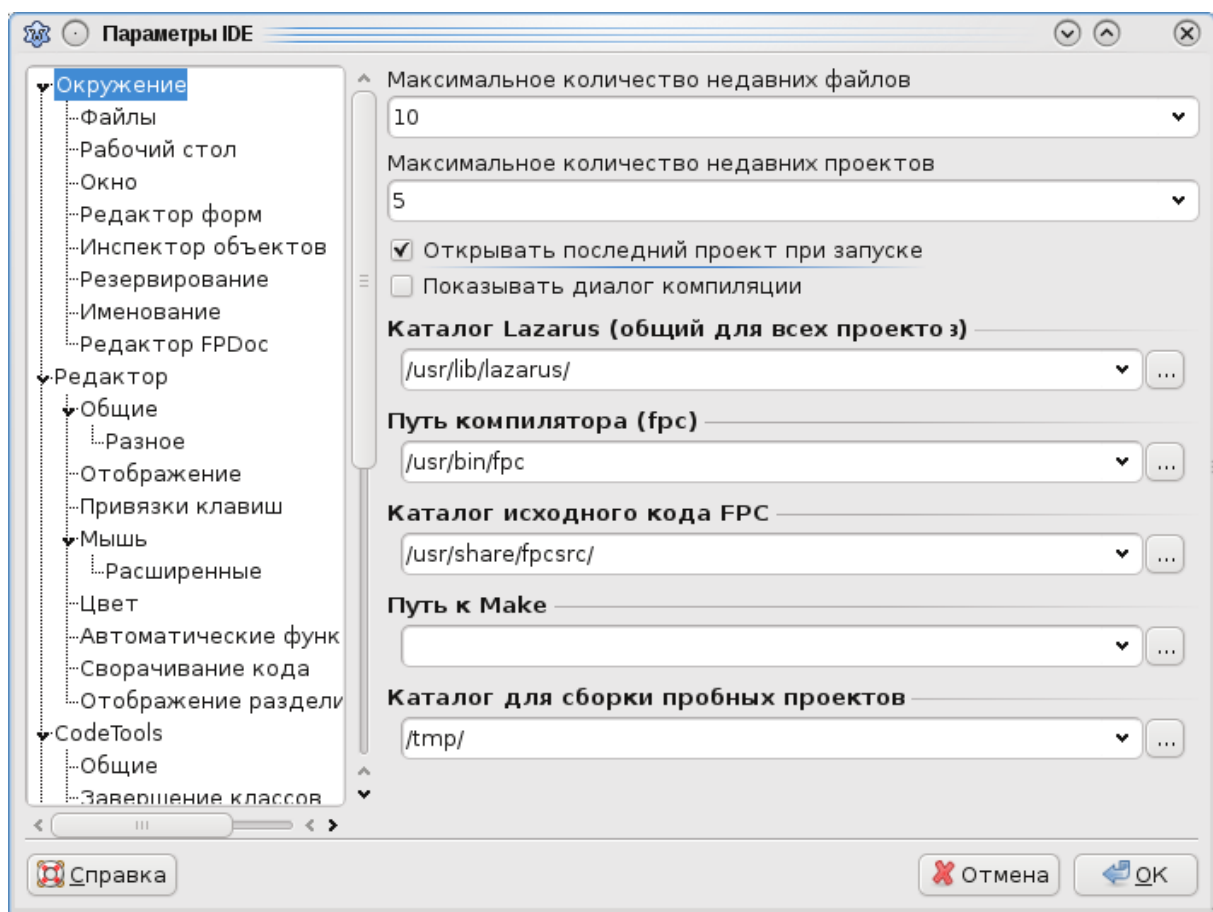 Параметры IDE
Окружение
Файлы
Рабочий стол
Окно
Редактор форм
Инспектор объектов
Резервирование
Именование
Редактор FPDoc
Редактор
Общие
Разное
Отображение
Привязки клавиш
Мышь
Расширенные
Цвет
Автоматические функ
Сворачивание кода
Отображение раздели
CodeTools
Общие
Завершение классов
Максимальное количество недавних файлов
10
Максимальное количество недавних проектов
5
Открывать последний проект при запуске
Показывать диалог компиляции
Каталог Lazarus (общий для всех проектов)
/usr/lib/lazarus/
...
Путь компилятора (fpc)
/usr/bin/fpc
...
Каталог исходного кода FPC
/usr/share/fpcsrc/
...
Путь к Make
...
Каталог для сборки пробных проектов
/tmp/
...
Справка
Отмена
OK